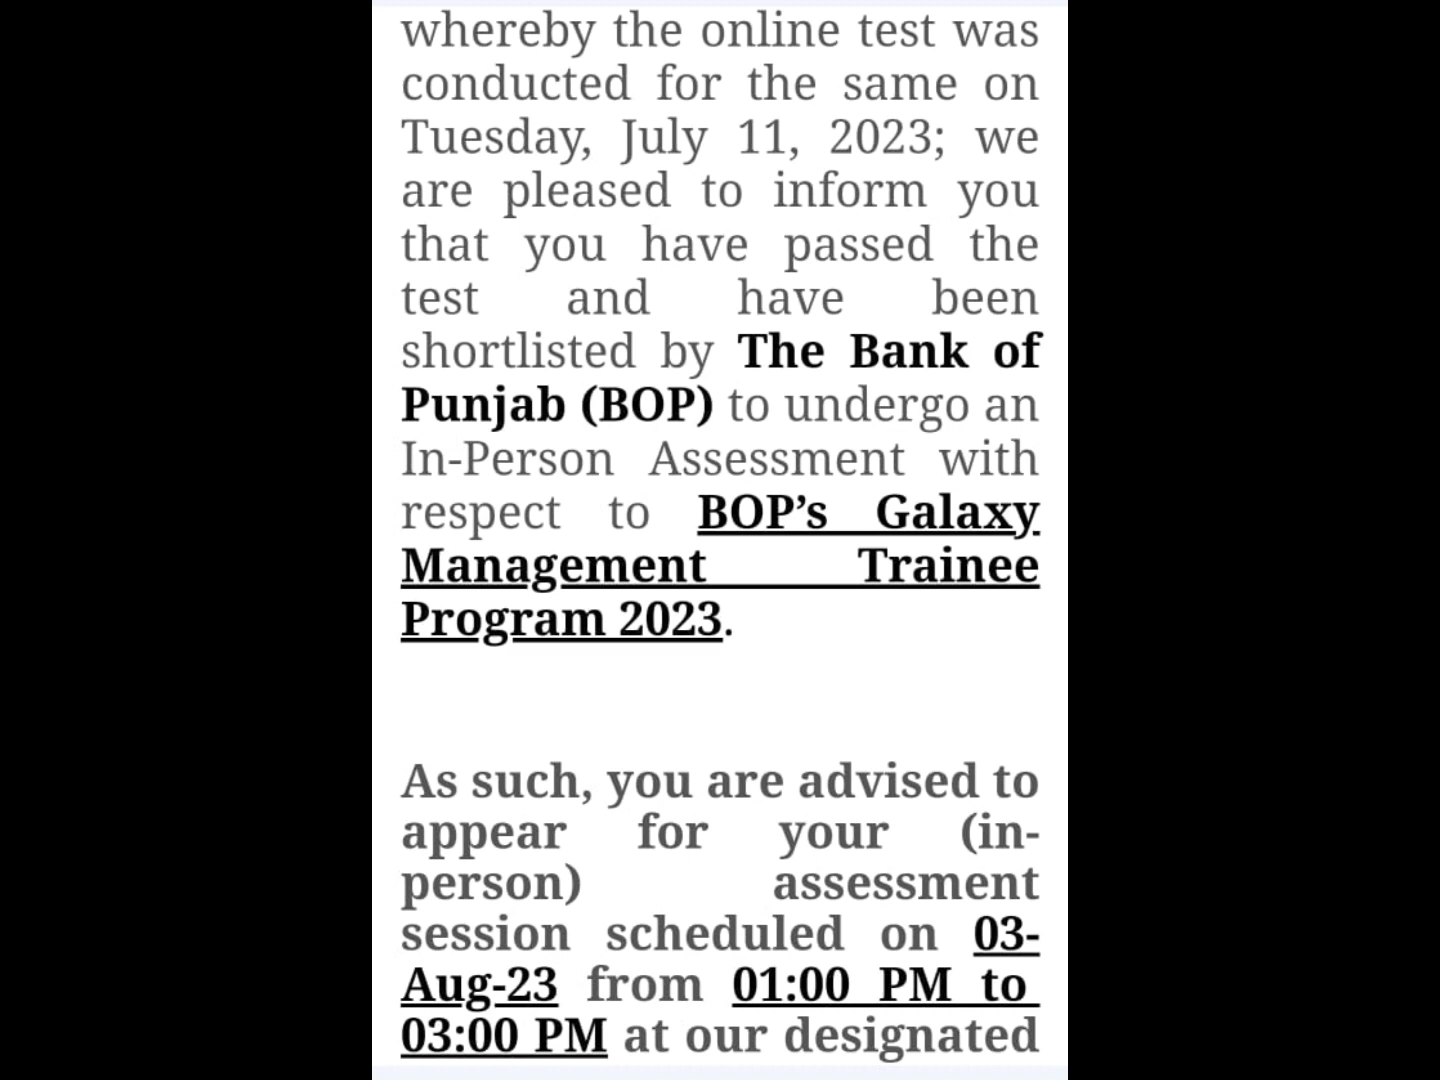 whereby the online test was
conducted for the same on
Tuesday, July 11, 2023; we
are pleased to inform you
that you have passed the
test and have been
shortlisted by The Bank of
Punjab (BOP) to undergo an
In-Person Assessment with
respect to BOP’s Galaxy
Management Trainee
Program 2023.
As such, you are advised to
appear for your (in-
person) assessment
session scheduled on 03-
Aug-23 from 01:00 PM to
03:00 PM at our designated